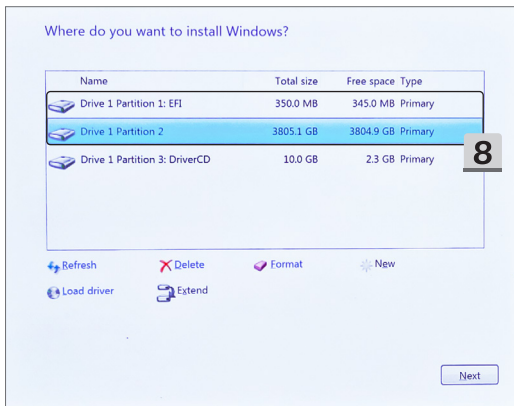 Where do you want to install Windows?
Name Total size Free space Type
Drive 1 Partition 1: EFI 350.0 MB 345.0 MB Primary
Drive 1 Partition 2 3805.1 GB 3804.9 GB Primary
8
Drive 1 Partition 3: DriverCD 10.0 GB 2.3 GB Primary
Refresh Delete Format New
Load driver Extend
Next